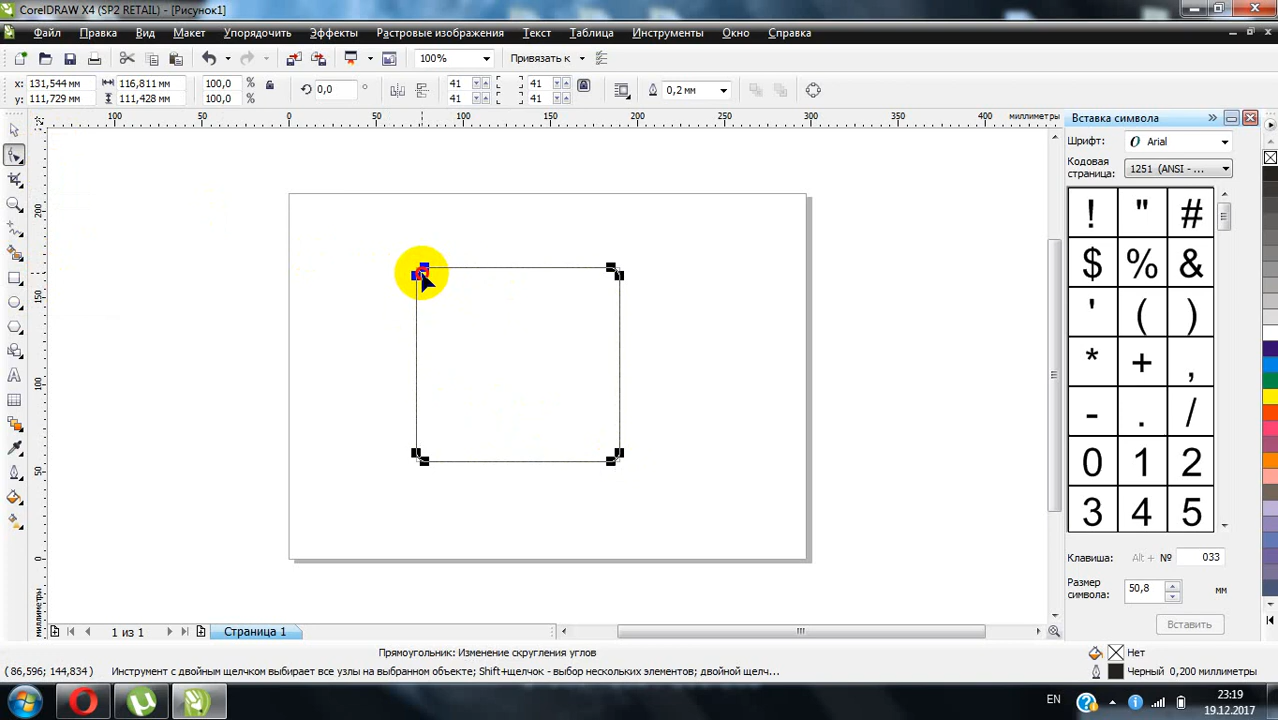 CorelDRAW X4 (SP2 RETAIL) - [Рисунок1]
Файл Правка Вид Макет Упорядочить Эффекты Растровые изображения Текст Таблица Инструменты Окно Справка
100% Привязать к
x: 131,544 мм 116,811 мм 100,0 % 0,0 ° 41 41 0,2 мм
y: 111,729 мм 111,428 мм 100,0 % 41 41
100 50 0 50 100 150 200 250 300 350 400 миллиметры
200
150
100
50
0
миллиметры
Вставка символа
Шрифт: O Arial
Кодовая страница: 1251 (ANSI - ...
! " #
$ % &
' ( )
* + ,
- . /
0 1 2
3 4 5
Клавиша: Alt + № 033
Размер символа: 50,8 мм
Вставить
1 из 1 Страница 1
Прямоугольник: Изменение скругления углов Нет
( 86,596; 144,834 ) Инструмент с двойным щелчком выбирает все узлы на выбранном объекте; Shift+щелчок - выбор нескольких элементов; двойной щелч... Черный 0,200 миллиметры
EN 23:19
19.12.2017